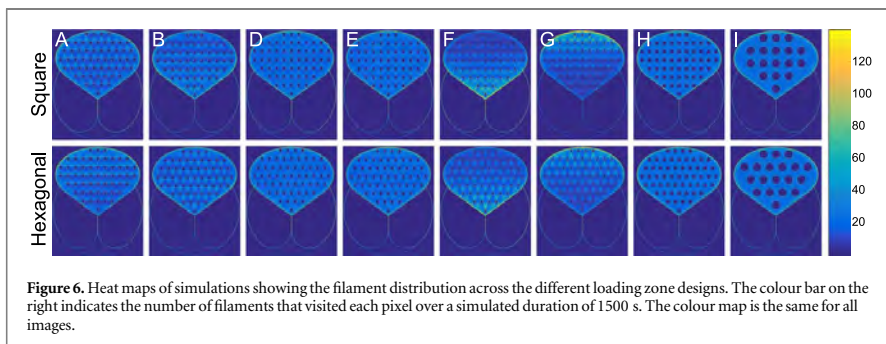 A B D E F G H I
Square
120
100
80
60
40
20
Hexagonal
Figure 6. Heat maps of simulations showing the filament distribution across the different loading zone designs. The colour bar on the
right indicates the number of filaments that visited each pixel over a simulated duration of 1500 s. The colour map is the same for all
images.